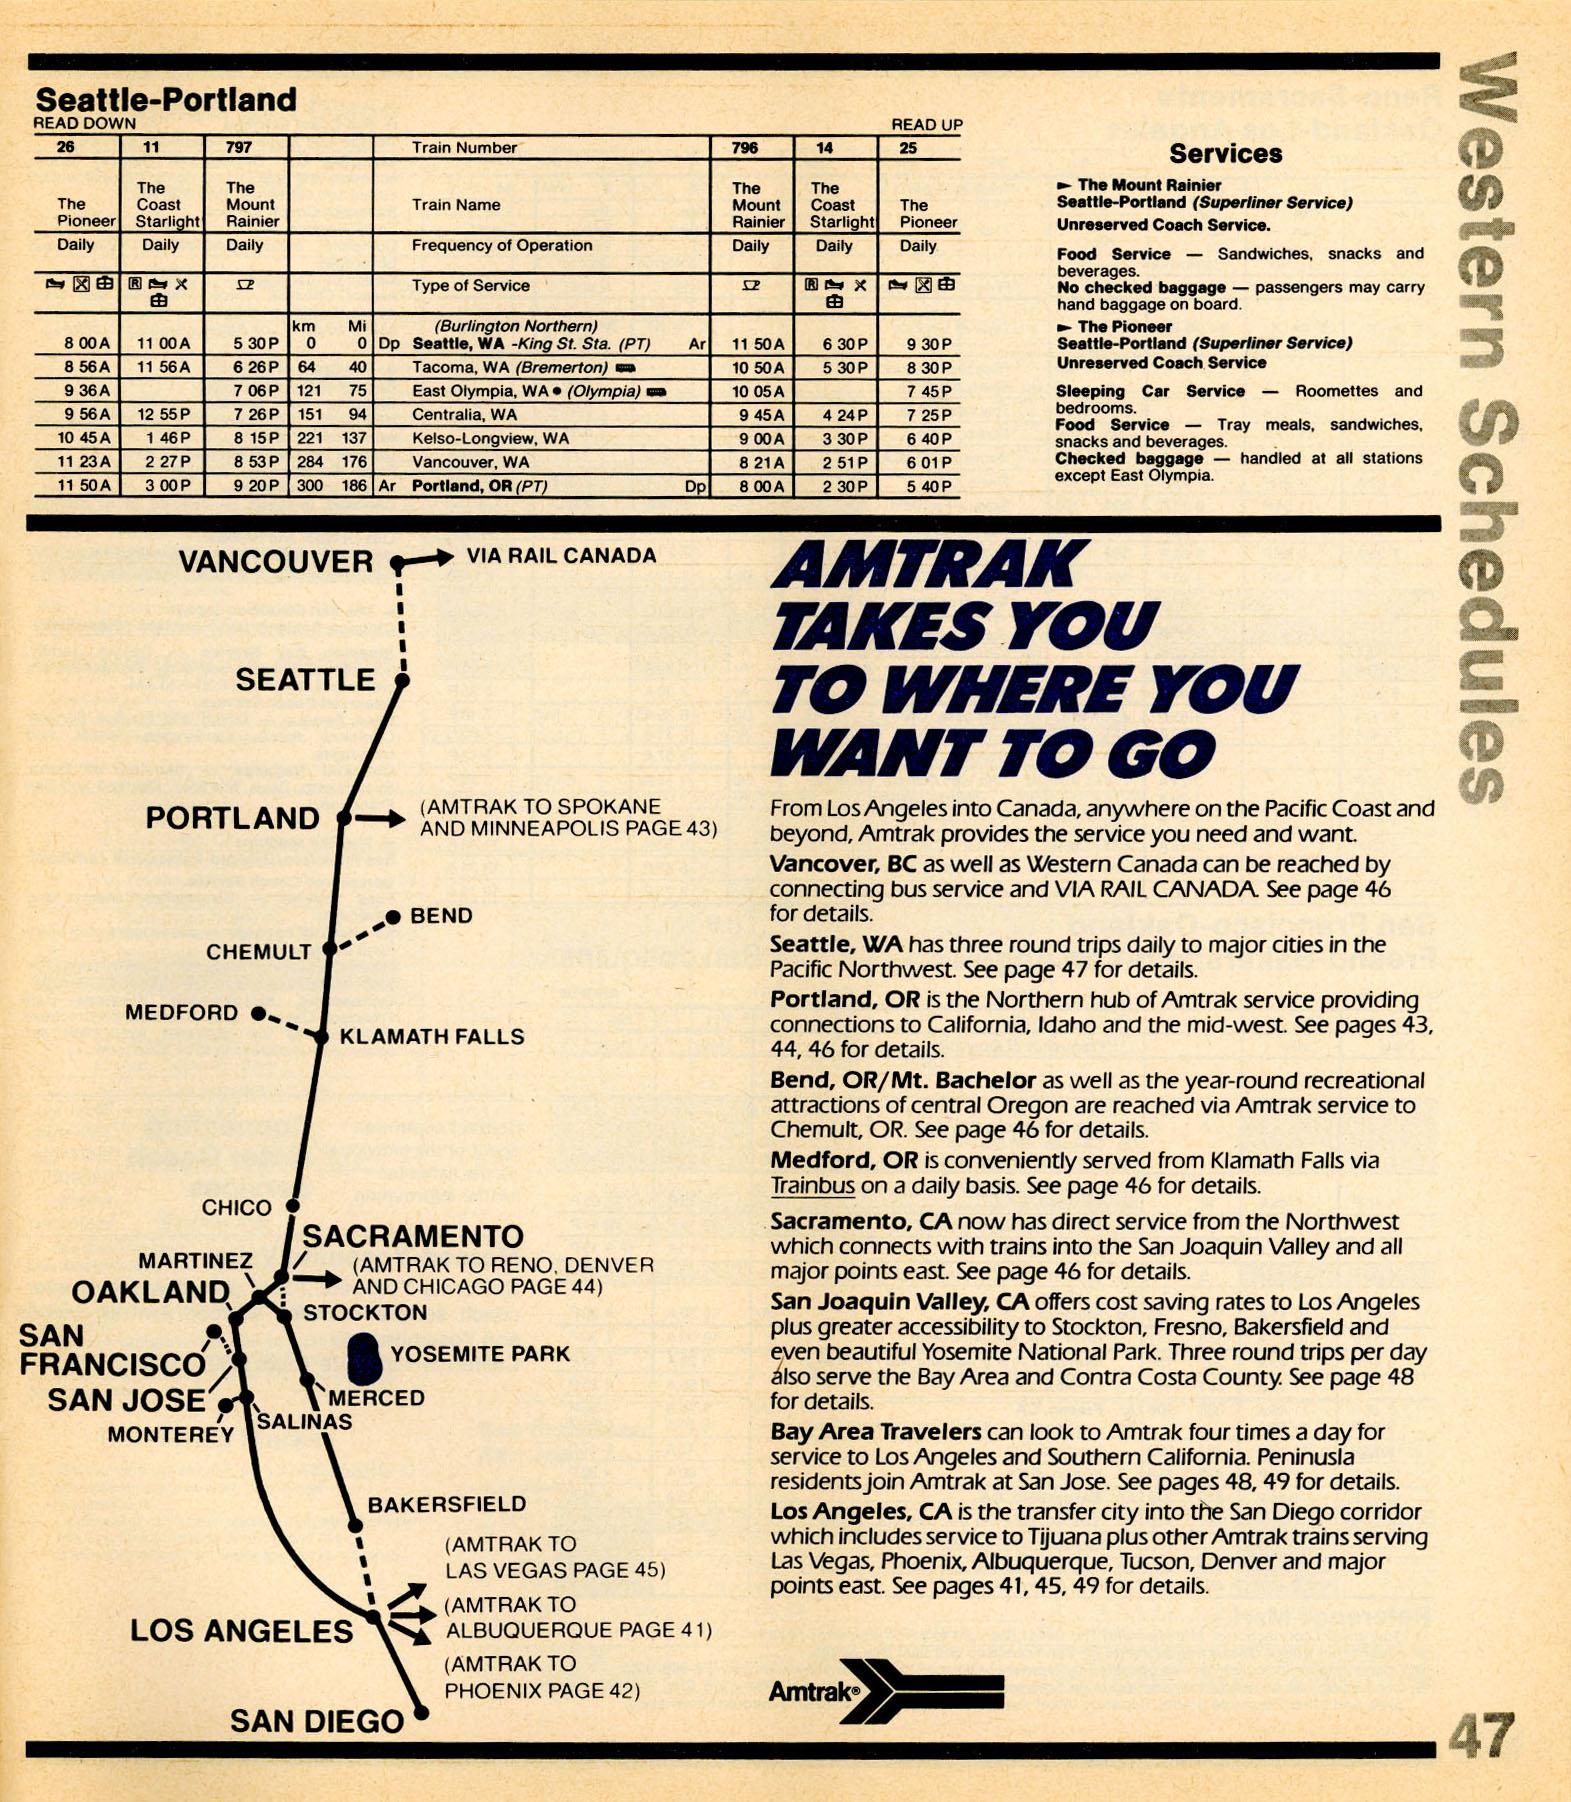 Western Schedules
Seattle-Portland
READ DOWN READ UP
26 11 797 Train Number 796 14 25
The Pioneer The Coast Starlight The Mount Rainier Train Name The Mount Rainier The Coast Starlight The Pioneer
Daily Daily Daily Frequency of Operation Daily Daily Daily
R Type of Service R
km Mi (Burlington Northern)
8 00A 11 00A 5 30P 0 0 Dp Seattle, WA -King St. Sta. (PT) Ar 11 50A 6 30P 9 30P
8 56A 11 56A 6 26P 64 40 Tacoma, WA (Bremerton) 10 50A 5 30P 8 30P
9 36A 7 06P 121 75 East Olympia, WA • (Olympia) 10 05A 7 45P
9 56A 12 55P 7 26P 151 94 Centralia, WA 9 45A 4 24P 7 25P
10 45A 1 46P 8 15P 221 137 Kelso-Longview, WA 9 00A 3 30P 6 40P
11 23A 2 27P 8 53P 284 176 Vancouver, WA 8 21A 2 51P 6 01P
11 50A 3 00P 9 20P 300 186 Ar Portland, OR (PT) Dp 8 00A 2 30P 5 40P
Services
► The Mount Rainier
Seattle-Portland (Superliner Service)
Unreserved Coach Service.
Food Service — Sandwiches, snacks and
beverages.
No checked baggage — passengers may carry
hand baggage on board.
► The Pioneer
Seattle-Portland (Superliner Service)
Unreserved Coach Service
Sleeping Car Service — Roomettes and
bedrooms.
Food Service — Tray meals, sandwiches,
snacks and beverages.
Checked baggage — handled at all stations
except East Olympia.
VANCOUVER
VIA RAIL CANADA
SEATTLE
PORTLAND
(AMTRAK TO SPOKANE
AND MINNEAPOLIS PAGE 43)
BEND
CHEMULT
MEDFORD
KLAMATH FALLS
CHICO
SACRAMENTO
(AMTRAK TO RENO, DENVER
AND CHICAGO PAGE 44)
MARTINEZ
OAKLAND
STOCKTON
SAN
FRANCISCO
YOSEMITE PARK
SAN JOSE
MERCED
SALINAS
MONTEREY
BAKERSFIELD
(AMTRAK TO
LAS VEGAS PAGE 45)
(AMTRAK TO
ALBUQUERQUE PAGE 41)
LOS ANGELES
(AMTRAK TO
PHOENIX PAGE 42)
SAN DIEGO
AMTRAK
TAKES YOU
TO WHERE YOU
WANT TO GO
From Los Angeles into Canada, anywhere on the Pacific Coast and
beyond, Amtrak provides the service you need and want.
Vancover, BC as well as Western Canada can be reached by
connecting bus service and VIA RAIL CANADA. See page 46
for details.
Seattle, WA has three round trips daily to major cities in the
Pacific Northwest. See page 47 for details.
Portland, OR is the Northern hub of Amtrak service providing
connections to California, Idaho and the mid-west. See pages 43,
44, 46 for details.
Bend, OR/Mt. Bachelor as well as the year-round recreational
attractions of central Oregon are reached via Amtrak service to
Chemult, OR. See page 46 for details.
Medford, OR is conveniently served from Klamath Falls via
Trainbus on a daily basis. See page 46 for details.
Sacramento, CA now has direct service from the Northwest
which connects with trains into the San Joaquin Valley and all
major points east. See page 46 for details.
San Joaquin Valley, CA offers cost saving rates to Los Angeles
plus greater accessibility to Stockton, Fresno, Bakersfield and
even beautiful Yosemite National Park. Three round trips per day
also serve the Bay Area and Contra Costa County. See page 48
for details.
Bay Area Travelers can look to Amtrak four times a day for
service to Los Angeles and Southern California. Peninusla
residents join Amtrak at San Jose. See pages 48, 49 for details.
Los Angeles, CA is the transfer city into the San Diego corridor
which includes service to Tijuana plus other Amtrak trains serving
Las Vegas, Phoenix, Albuquerque, Tucson, Denver and major
points east. See pages 41, 45, 49 for details.
Amtrak®
47